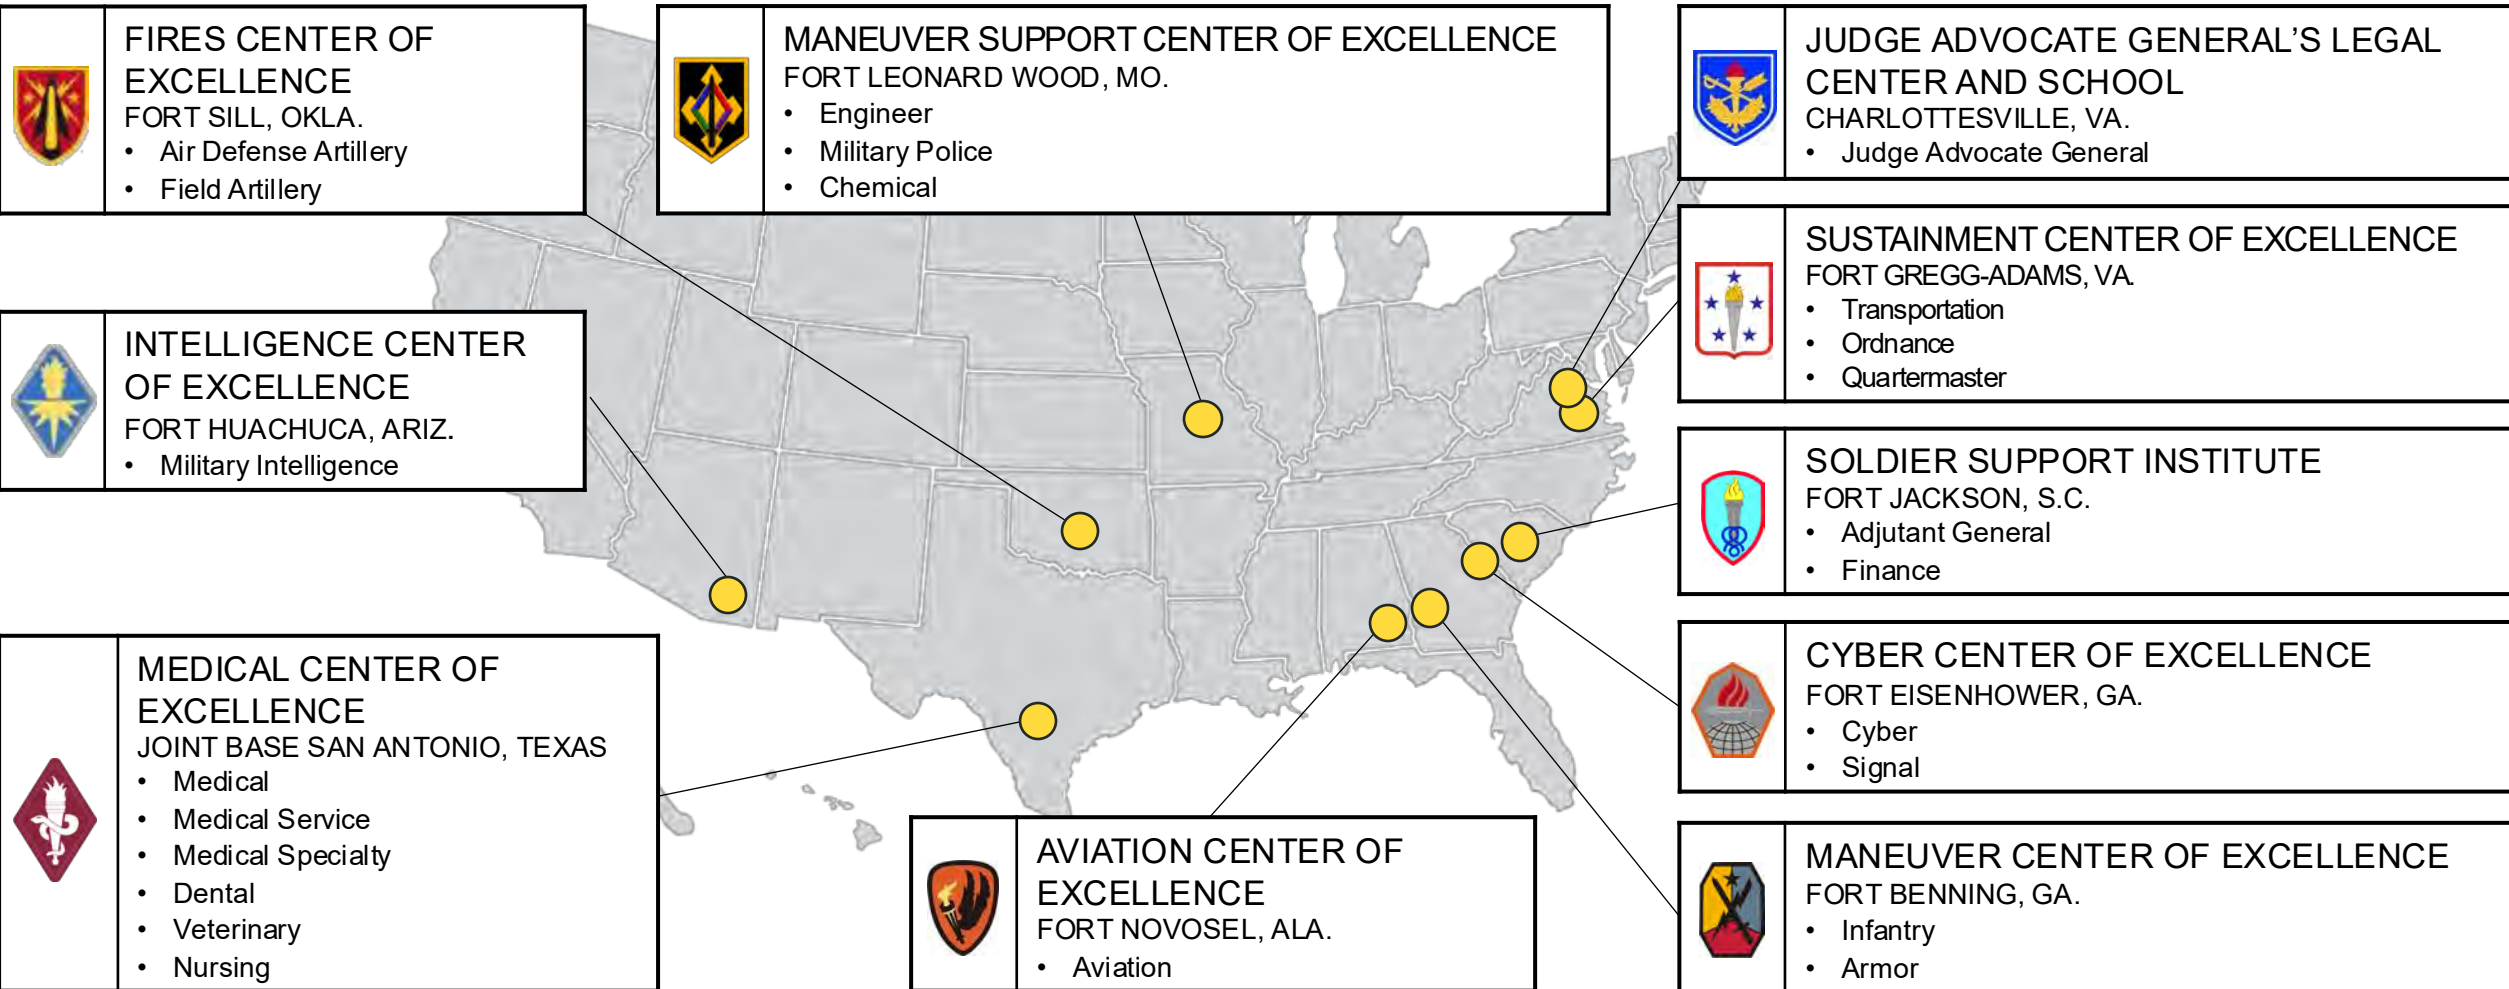 FIRES CENTER OF
EXCELLENCE
FORT SILL, OKLA.
• Air Defense Artillery
• Field Artillery
MANEUVER SUPPORT CENTER OF EXCELLENCE
FORT LEONARD WOOD, MO.
• Engineer
• Military Police
• Chemical
JUDGE ADVOCATE GENERAL’S LEGAL
CENTER AND SCHOOL
CHARLOTTESVILLE, VA.
• Judge Advocate General
SUSTAINMENT CENTER OF EXCELLENCE
FORT GREGG-ADAMS, VA.
• Transportation
• Ordnance
• Quartermaster
INTELLIGENCE CENTER
OF EXCELLENCE
FORT HUACHUCA, ARIZ.
• Military Intelligence
SOLDIER SUPPORT INSTITUTE
FORT JACKSON, S.C.
• Adjutant General
• Finance
MEDICAL CENTER OF
EXCELLENCE
JOINT BASE SAN ANTONIO, TEXAS
• Medical
• Medical Service
• Medical Specialty
• Dental
• Veterinary
• Nursing
CYBER CENTER OF EXCELLENCE
FORT EISENHOWER, GA.
• Cyber
• Signal
AVIATION CENTER OF
EXCELLENCE
FORT NOVOSEL, ALA.
• Aviation
MANEUVER CENTER OF EXCELLENCE
FORT BENNING, GA.
• Infantry
• Armor